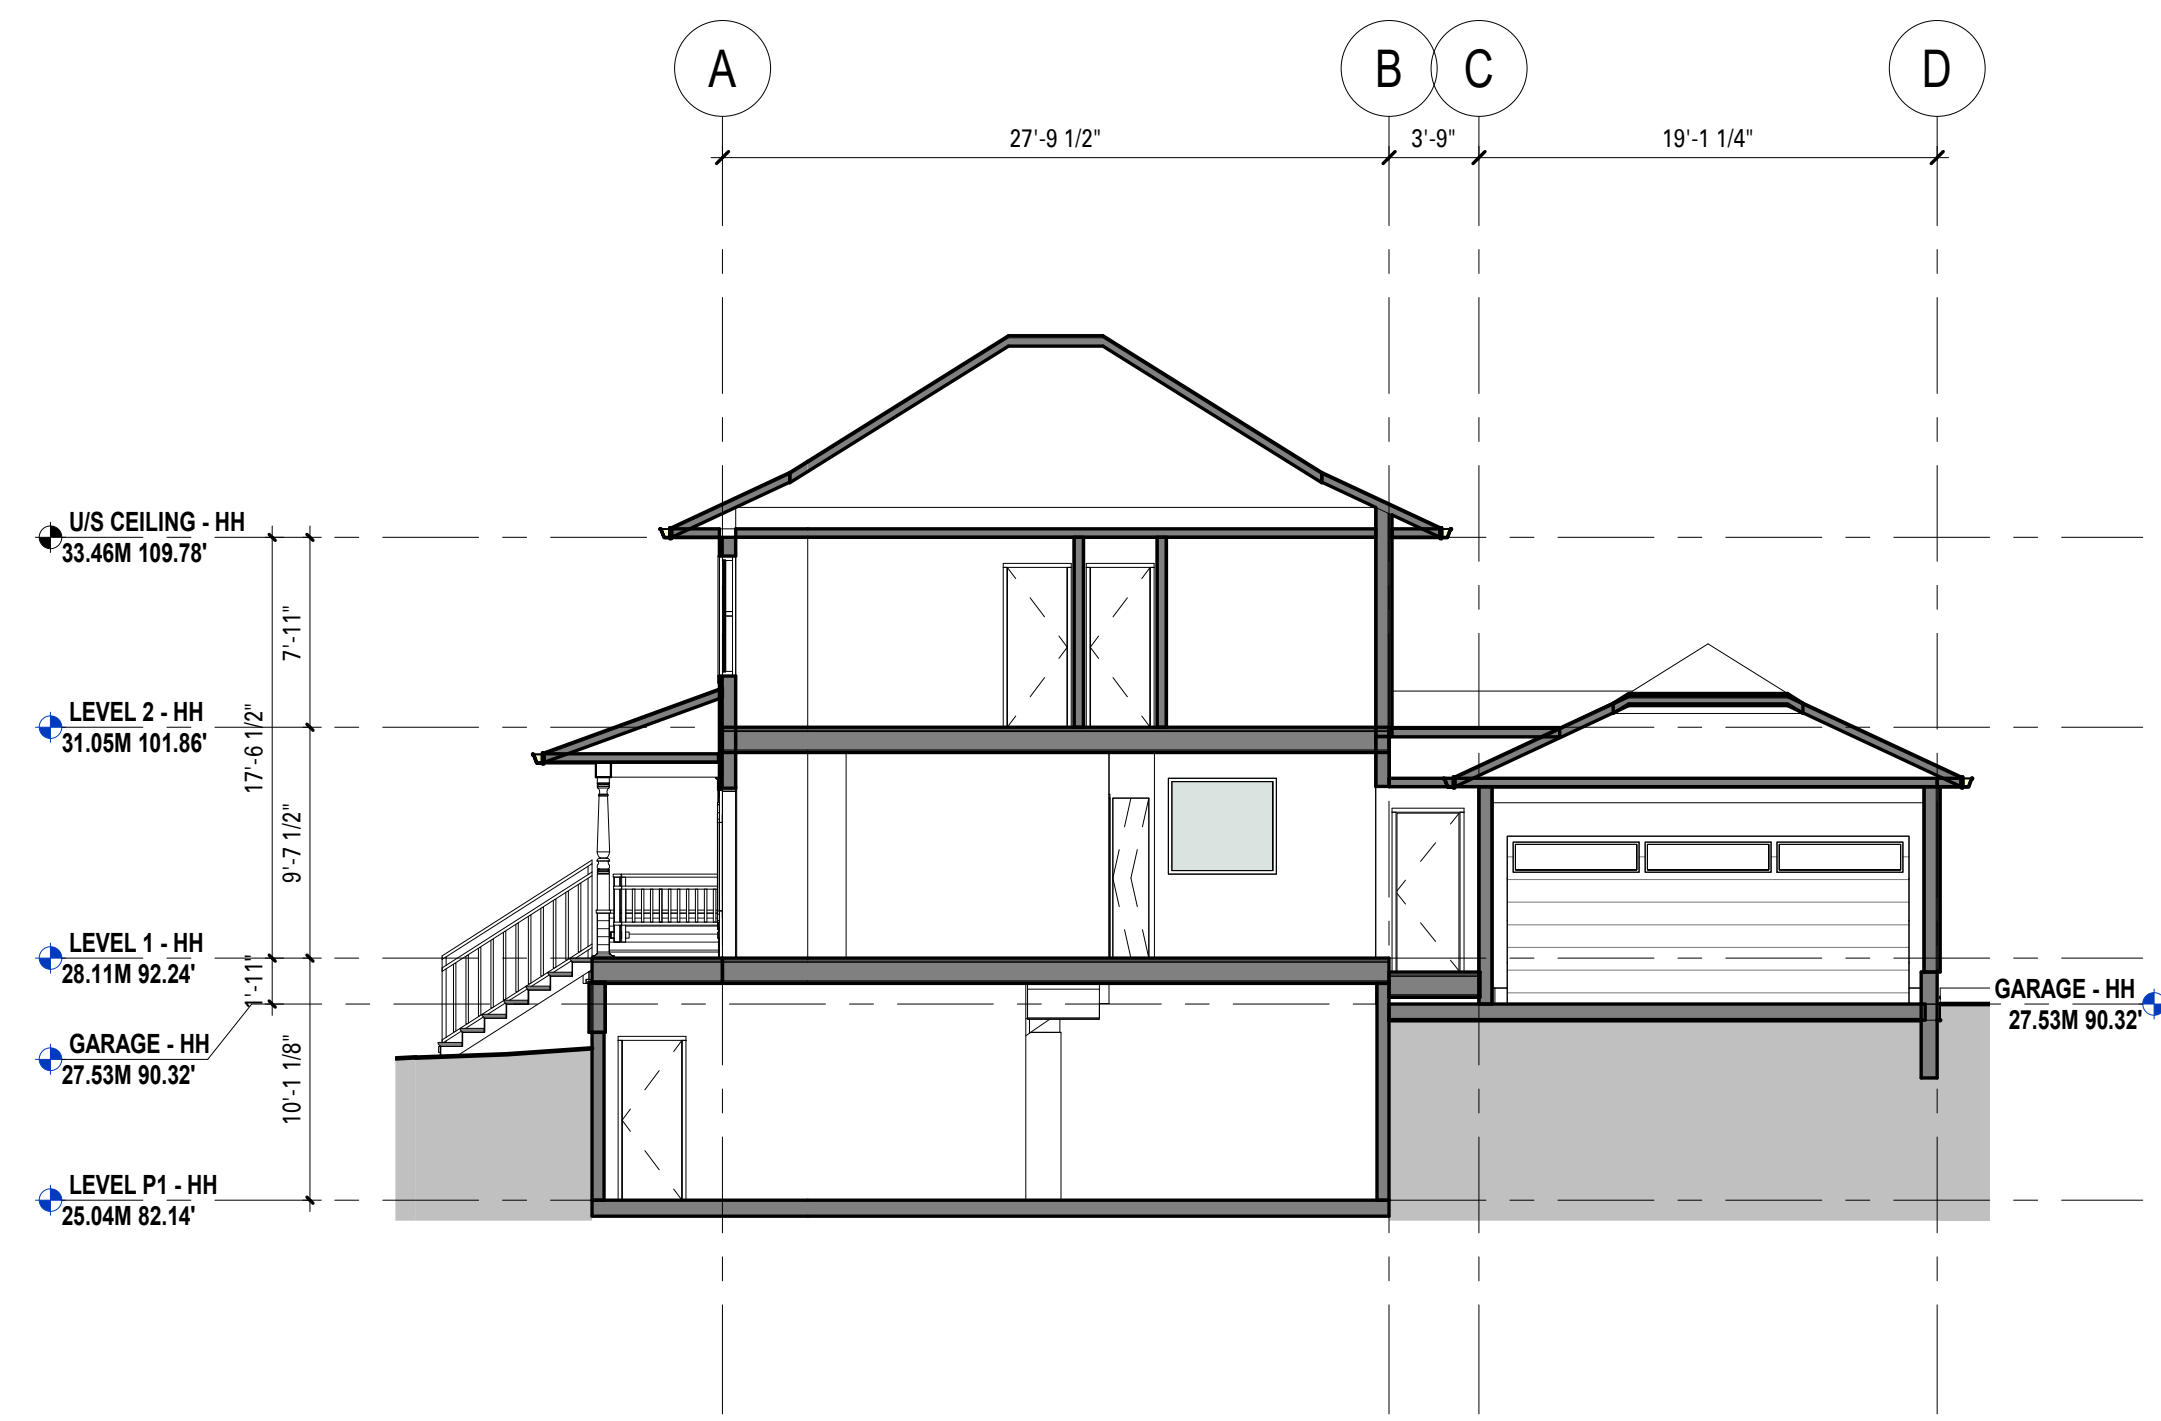 A
B
C
D
27'-9 1/2"
3'-9"
19'-1 1/4"
U/S CEILING - HH
33.46M 109.78'
7'-11"
LEVEL 2 - HH
31.05M 101.86'
17'-6 1/2"
9'-7 1/2"
LEVEL 1 - HH
28.11M 92.24'
1'-11"
GARAGE - HH
27.53M 90.32'
GARAGE - HH
27.53M 90.32'
10'-1 1/8"
LEVEL P1 - HH
25.04M 82.14'